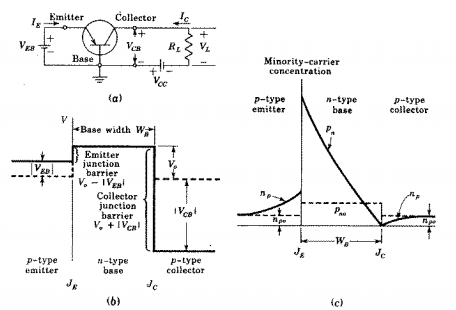 I_E Emitter Collector I_C
V_EB
V_CB
R_L
V_L
Base
V_CC
(a)
V
Base width W_B
|V_EB|
Emitter
junction
barrier
V_o − |V_EB|
Collector
junction
barrier
V_o + |V_CB|
V_o
|V_CB|
p-type
emitter
n-type
base
p-type
collector
J_E
J_C
(b)
Minority-carrier
concentration
p-type
emitter
n-type
base
p-type
collector
p_n
n_p
n_po
p_no
n_p
n_po
J_E
W_B
J_C
(c)